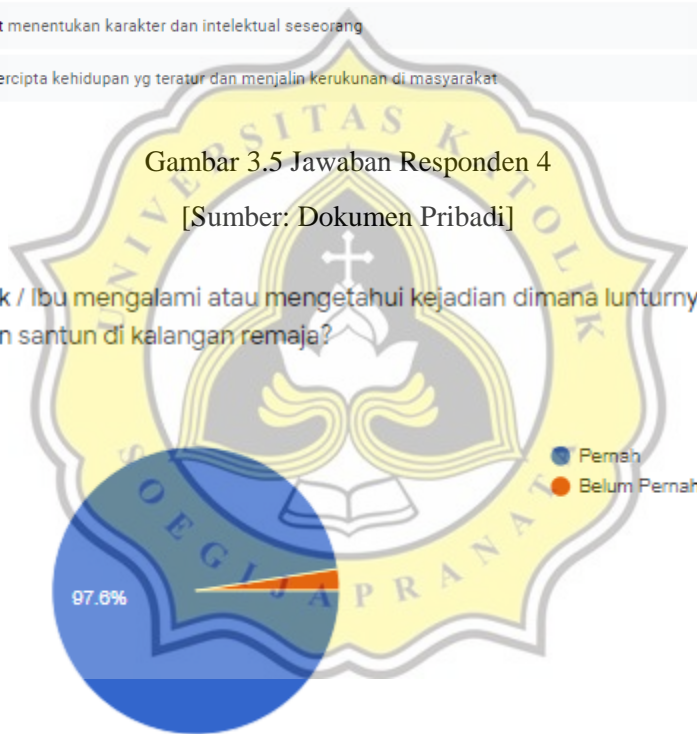 t menentukan karakter dan intelektual seseorang
ercipta kehidupan yg teratur dan menjalin kerukunan di masyarakat
Gambar 3.5 Jawaban Responden 4
[Sumber: Dokumen Pribadi]
k / Ibu mengalami atau mengetahui kejadian dimana lunturny
n santun di kalangan remaja?
Pernah
Belum Pernah
97.6%
UNIVERSITAS KATOLIK
SOEGIJAPRANATA